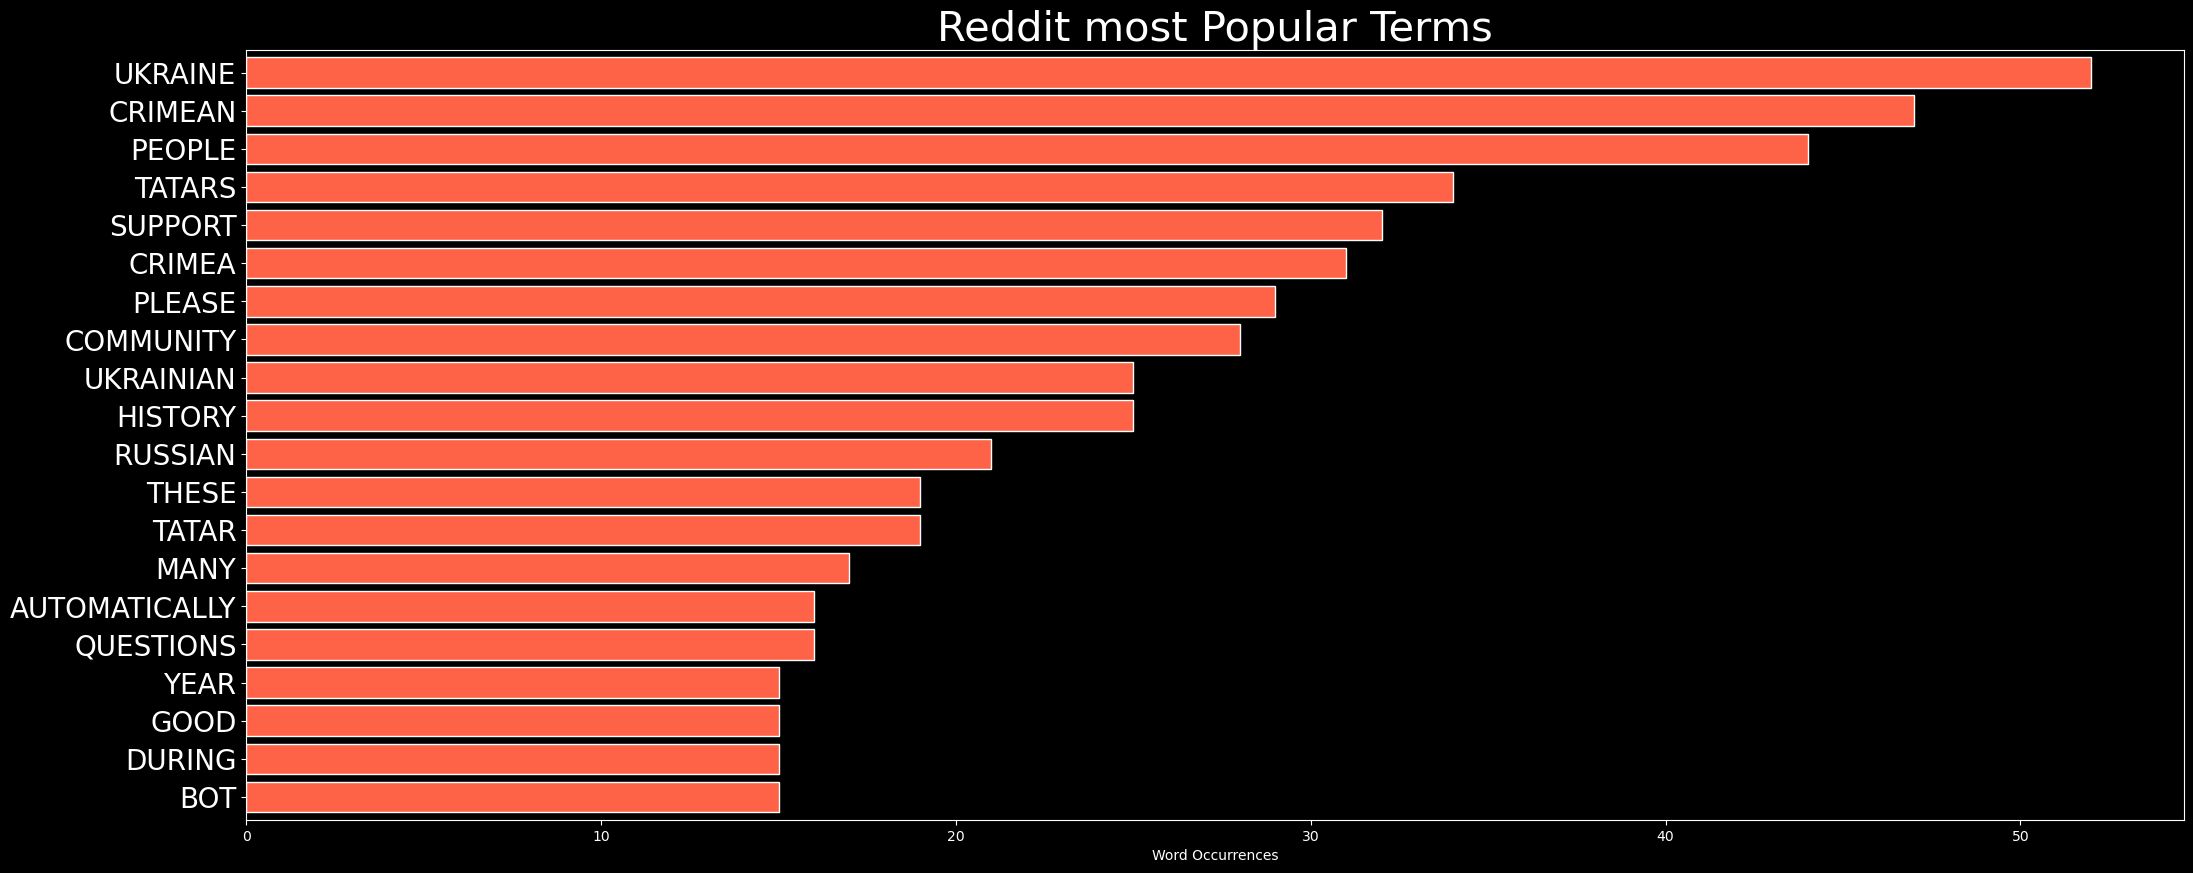 Reddit most Popular Terms
UKRAINE
CRIMEAN
PEOPLE
TATARS
SUPPORT
CRIMEA
PLEASE
COMMUNITY
UKRAINIAN
HISTORY
RUSSIAN
THESE
TATAR
MANY
AUTOMATICALLY
QUESTIONS
YEAR
GOOD
DURING
BOT
0 10 20 30 40 50
Word Occurrences